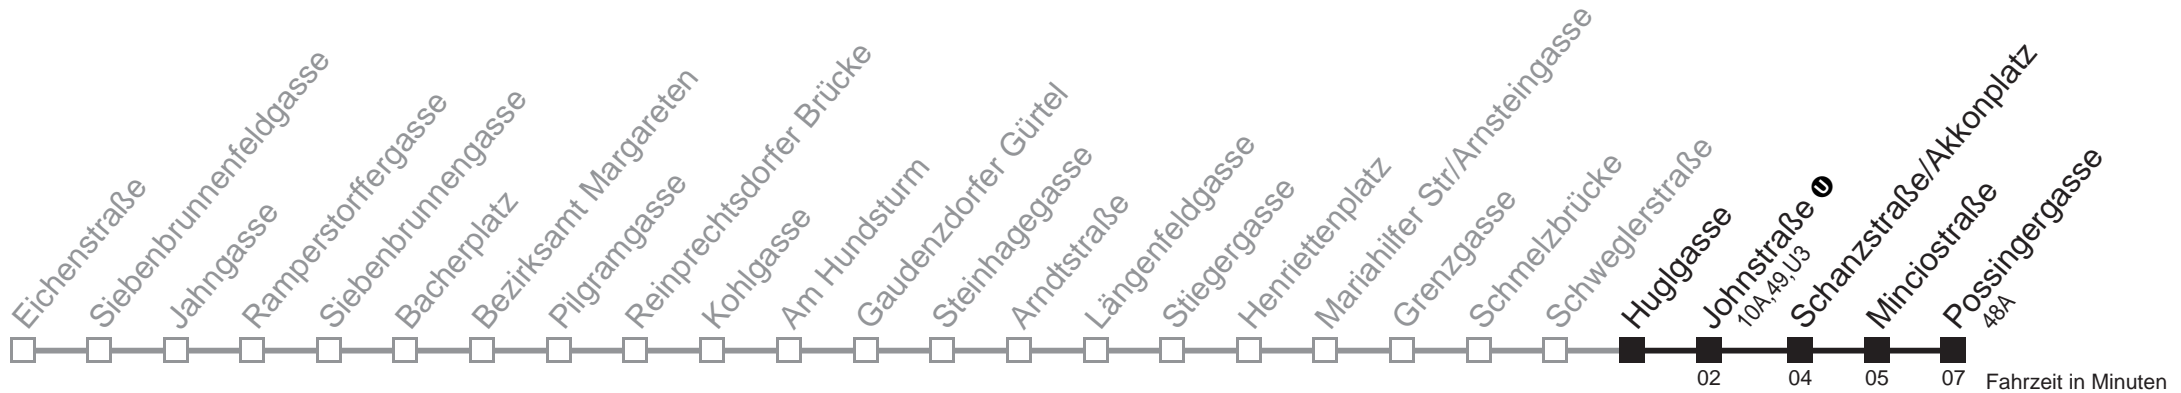 Eichenstraße
Siebenbrunnenfeldgasse
Jahngasse
Ramperstorffergasse
Siebenbrunnengasse
Bacherplatz
Bezirksamt Margareten
Pilgramgasse
Reinprechtsdorfer Brücke
Kohlgasse
Am Hundsturm
Gaudenzdorfer Gürtel
Steinhagegasse
Arndtstraße
Längenfeldgasse
Stiegergasse
Henriettenplatz
Mariahilfer Str/Arnsteingasse
Grenzgasse
Schmelzbrücke
Schweglerstraße
Huglgasse
Johnstraße U
10A,49,U3
Schanzstraße/Akkonplatz
Minciostraße
Possingergasse
48A
02 04 05 07 Fahrzeit in Minuten